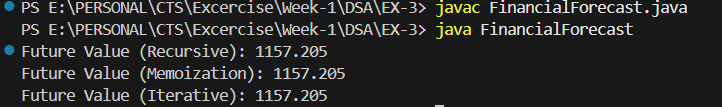 PS E:\PERSONAL\CTS\Excercise\Week-1\DSA\EX-3> javac FinancialForecast.java
PS E:\PERSONAL\CTS\Excercise\Week-1\DSA\EX-3> java FinancialForecast
Future Value (Recursive): 1157.205
Future Value (Memoization): 1157.205
Future Value (Iterative): 1157.205